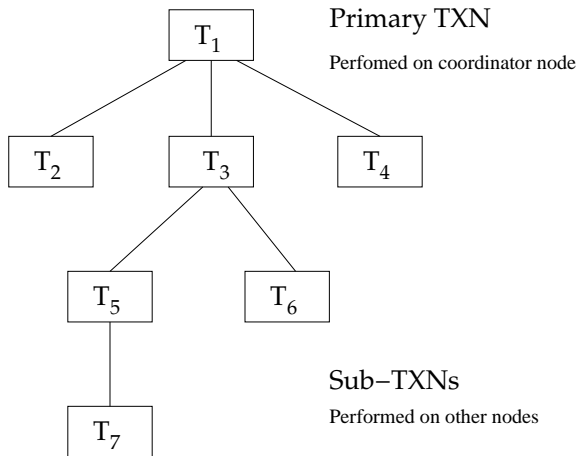 Primary TXN
T1
Perfomed on coordinator node
T2
T3
T4
T5
T6
Sub-TXNs
Performed on other nodes
T7